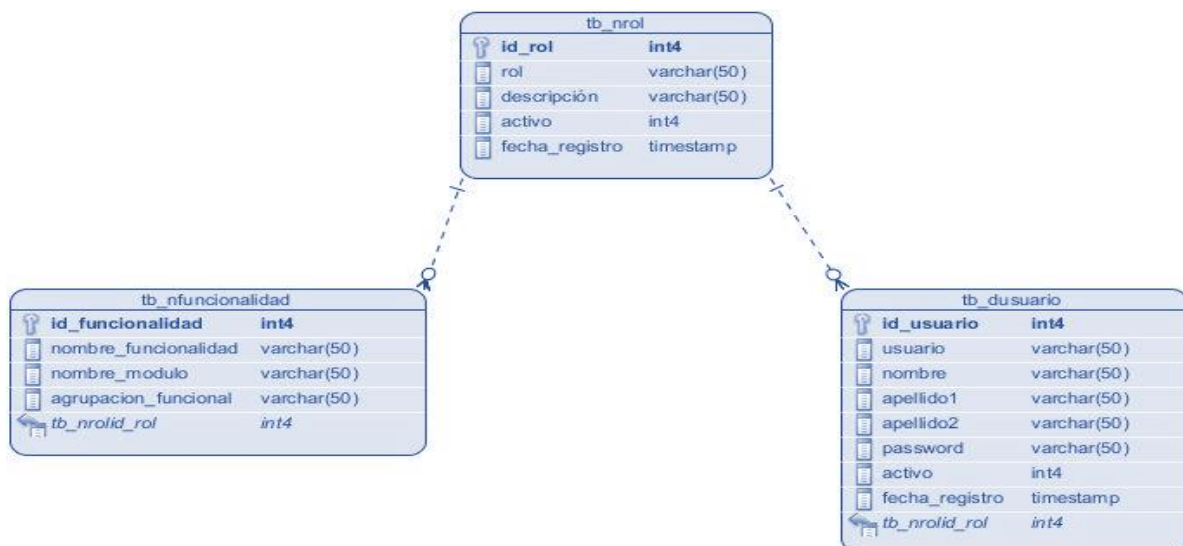 tb_nrol
id_rol int4
rol varchar(50)
descripción varchar(50)
activo int4
fecha_registro timestamp
tb_nfuncionalidad
id_funcionalidad int4
nombre_funcionalidad varchar(50)
nombre_modulo varchar(50)
agrupacion_funcional varchar(50)
tb_nrolid_rol int4
tb_dusuario
id_usuario int4
usuario varchar(50)
nombre varchar(50)
apellido1 varchar(50)
apellido2 varchar(50)
password varchar(50)
activo int4
fecha_registro timestamp
tb_nrolid_rol int4